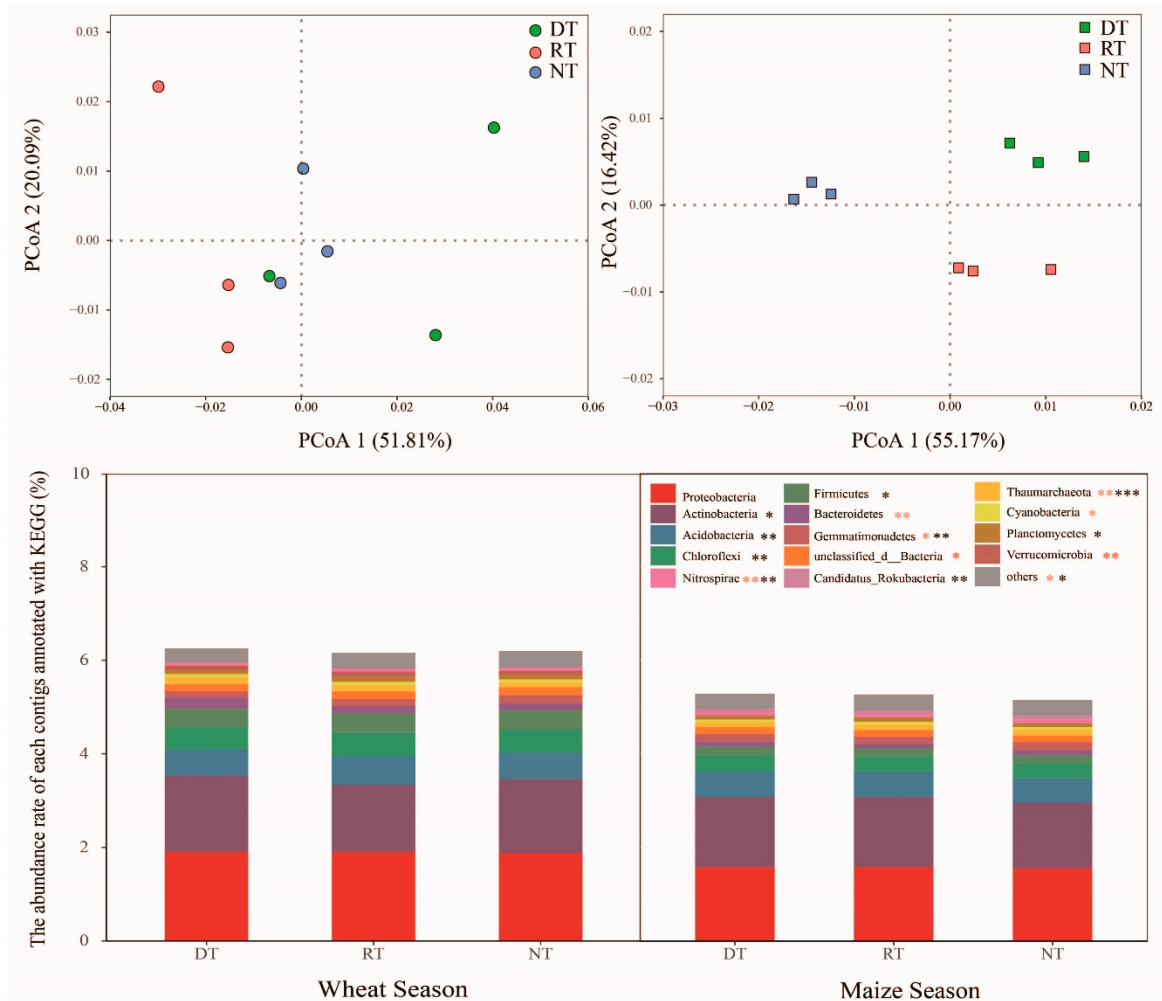 DT
RT
NT
0.03
0.02
0.01
0.00
−0.01
−0.02
PCoA 2 (20.09%)
−0.04
−0.02
0.00
0.02
0.04
0.06
PCoA 1 (51.81%)
DT
RT
NT
0.02
0.01
0.00
−0.01
−0.02
PCoA 2 (16.42%)
−0.03
−0.02
−0.01
0.00
0.01
0.02
PCoA 1 (55.17%)
The abundance rate of each contigs annotated with KEGG (%)
10
8
6
4
2
0
Proteobacteria
Actinobacteria *
Acidobacteria **
Chloroflexi **
Nitrospirae ****
Firmicutes *
Bacteroidetes **
Gemmatimonadetes * **
unclassified_d__Bacteria *
Candidatus_Rokubacteria **
Thaumarchaeota *****
Cyanobacteria *
Planctomycetes *
Verrucomicrobia **
others * *
DT
RT
NT
DT
RT
NT
Wheat Season
Maize Season